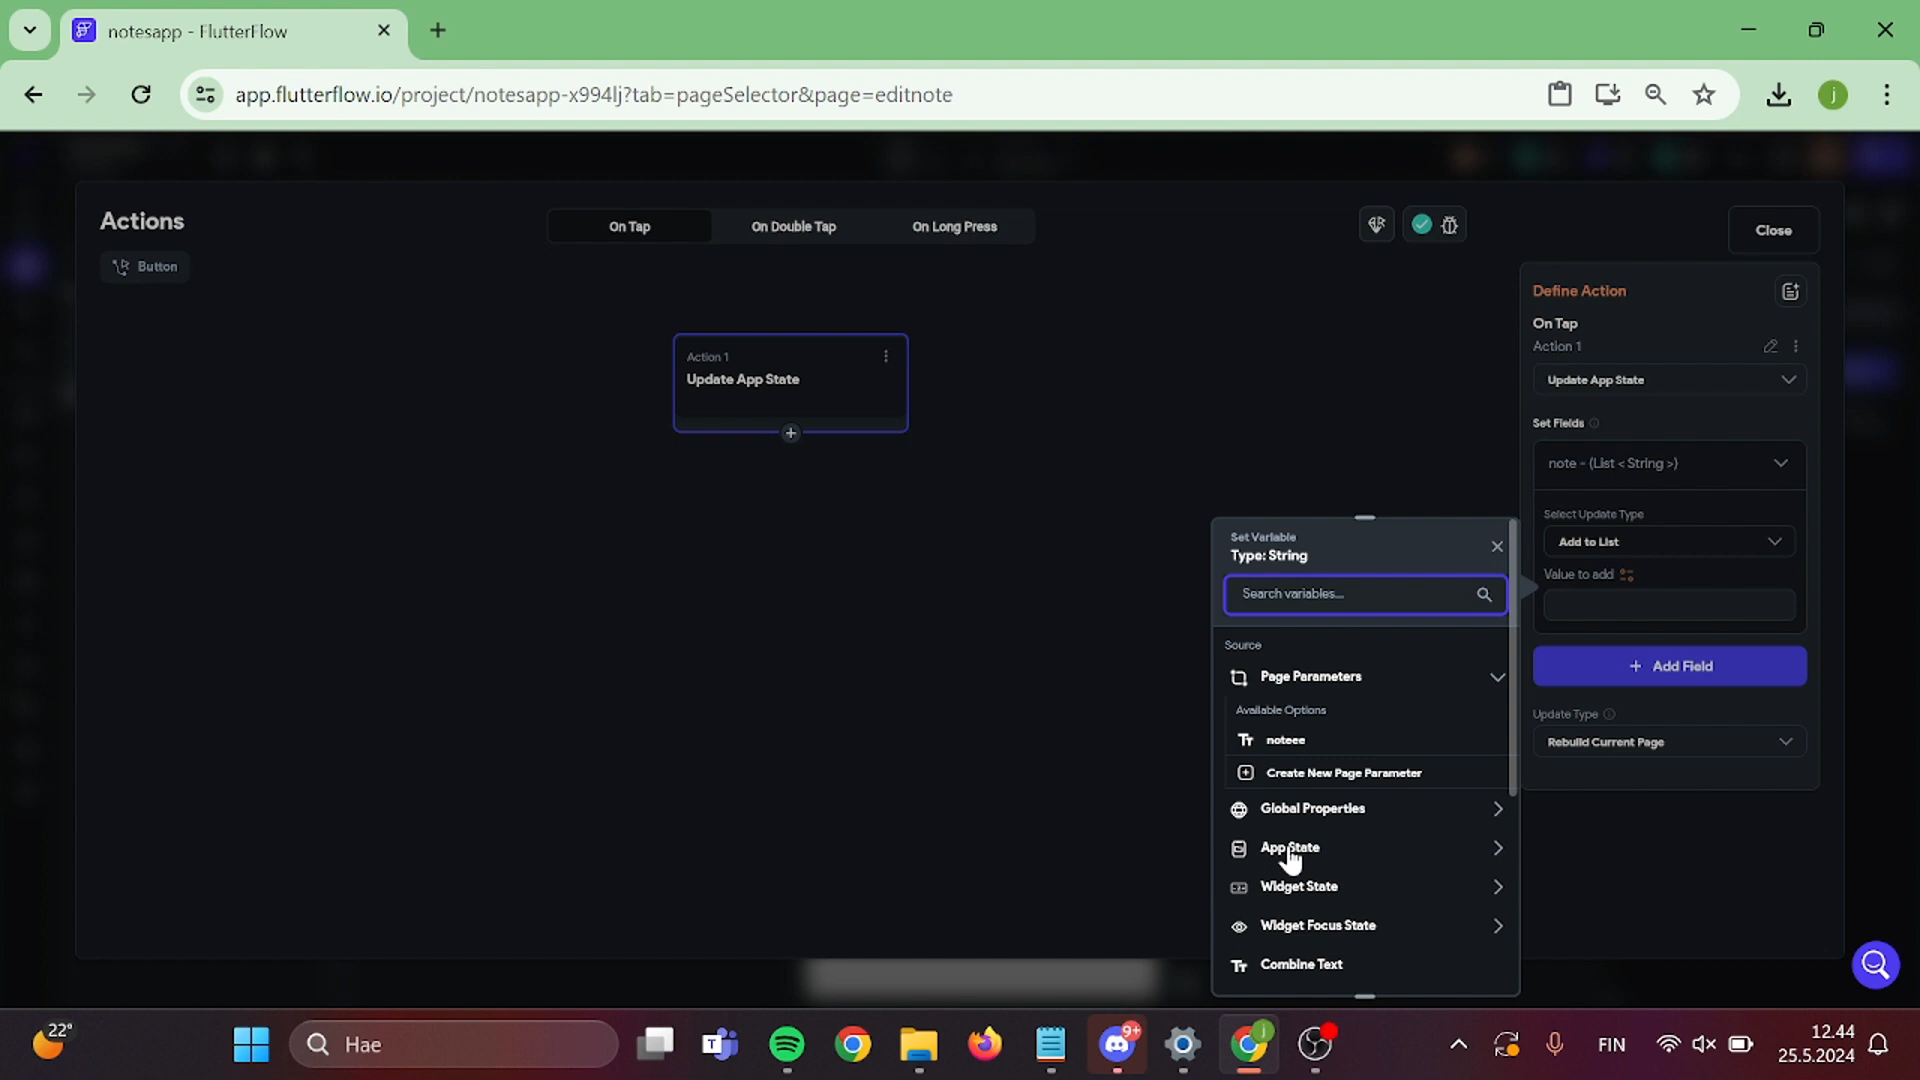 notesapp - FlutterFlow
app.flutterflow.io/project/notesapp-x994lj?tab=pageSelector&page=editnote
j
Actions
On Tap
On Double Tap
On Long Press
Close
Button
Define Action
On Tap
Action 1
Update App State
Action 1
Update App State
Set Fields
note - (List < String >)
Select Update Type
Add to List
Value to add
Add Field
Update Type
Rebuild Current Page
Set Variable
Type: String
Search variables...
Source
Page Parameters
Available Options
noteee
Create New Page Parameter
Global Properties
App State
Widget State
Widget Focus State
Combine Text
22°
Hae
9+
j
FIN
12.44
25.5.2024